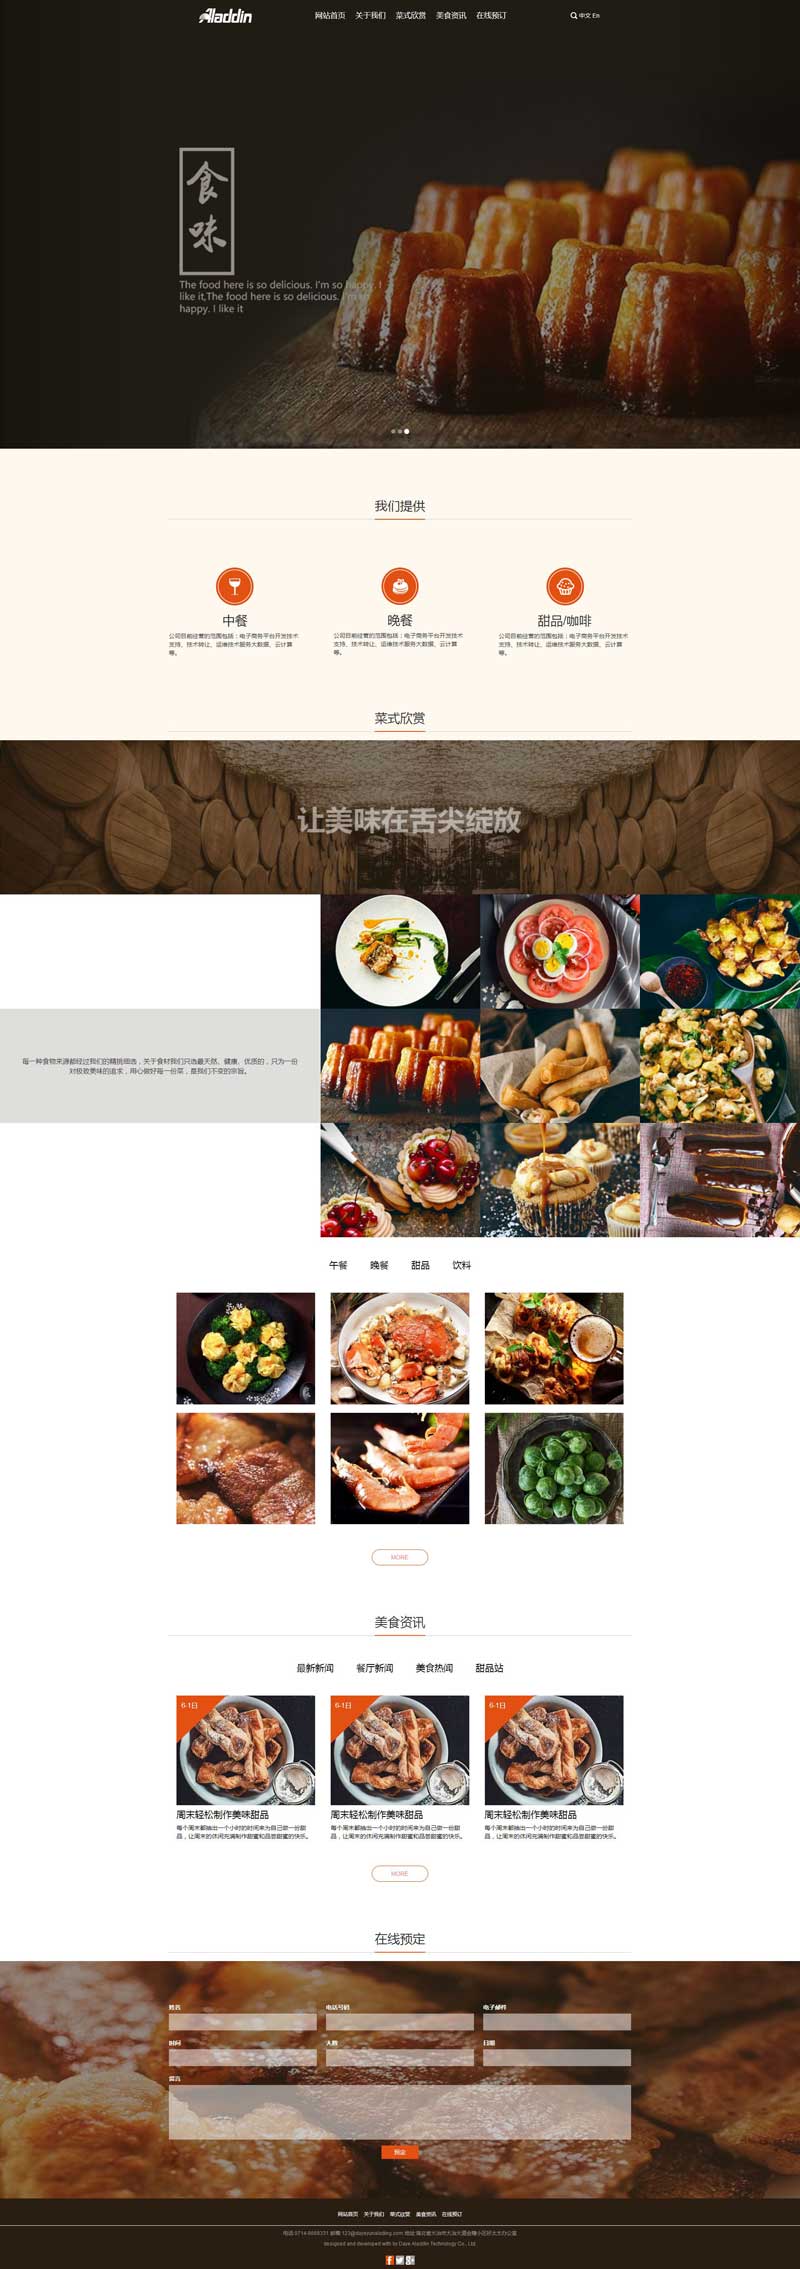 Aladdin
网站首页 关于我们 菜式欣赏 美食资讯 在线预订
中文 En
食味
The food here is so delicious. I'm so happy. I
like it,The food here is so delicious. I'm so
happy. I like it
我们提供
中餐
公司目前经营的范围包括：电子商务平台开发技术
支持、技术转让、运维技术服务大数据、云计算
等。
晚餐
公司目前经营的范围包括：电子商务平台开发技术
支持、技术转让、运维技术服务大数据、云计算
等。
甜品/咖啡
公司目前经营的范围包括：电子商务平台开发技术
支持、技术转让、运维技术服务大数据、云计算
等。
菜式欣赏
让美味在舌尖绽放
每一种食物来源都经过我们的精挑细选，关于食材我们只选最天然、健康、优质的，只为一份
对极致美味的追求，用心做好每一份菜，是我们不变的宗旨。
午餐 晚餐 甜品 饮料
MORE
美食资讯
最新新闻 餐厅新闻 美食热闻 甜品站
6-1日
周末轻松制作美味甜品
每个周末都抽出一个小时的时间来为自己做一份甜
品，让周末的休闲充满制作甜蜜和品尝甜蜜的快乐。
6-1日
周末轻松制作美味甜品
每个周末都抽出一个小时的时间来为自己做一份甜
品，让周末的休闲充满制作甜蜜和品尝甜蜜的快乐。
6-1日
周末轻松制作美味甜品
每个周末都抽出一个小时的时间来为自己做一份甜
品，让周末的休闲充满制作甜蜜和品尝甜蜜的快乐。
MORE
在线预定
姓名 电话号码 电子邮件
时间 人数 日期
留言
预定
网站首页 关于我们 菜式欣赏 美食资讯 在线预订
designed and developed with by Dave Aladdin Technology Co., Ltd.